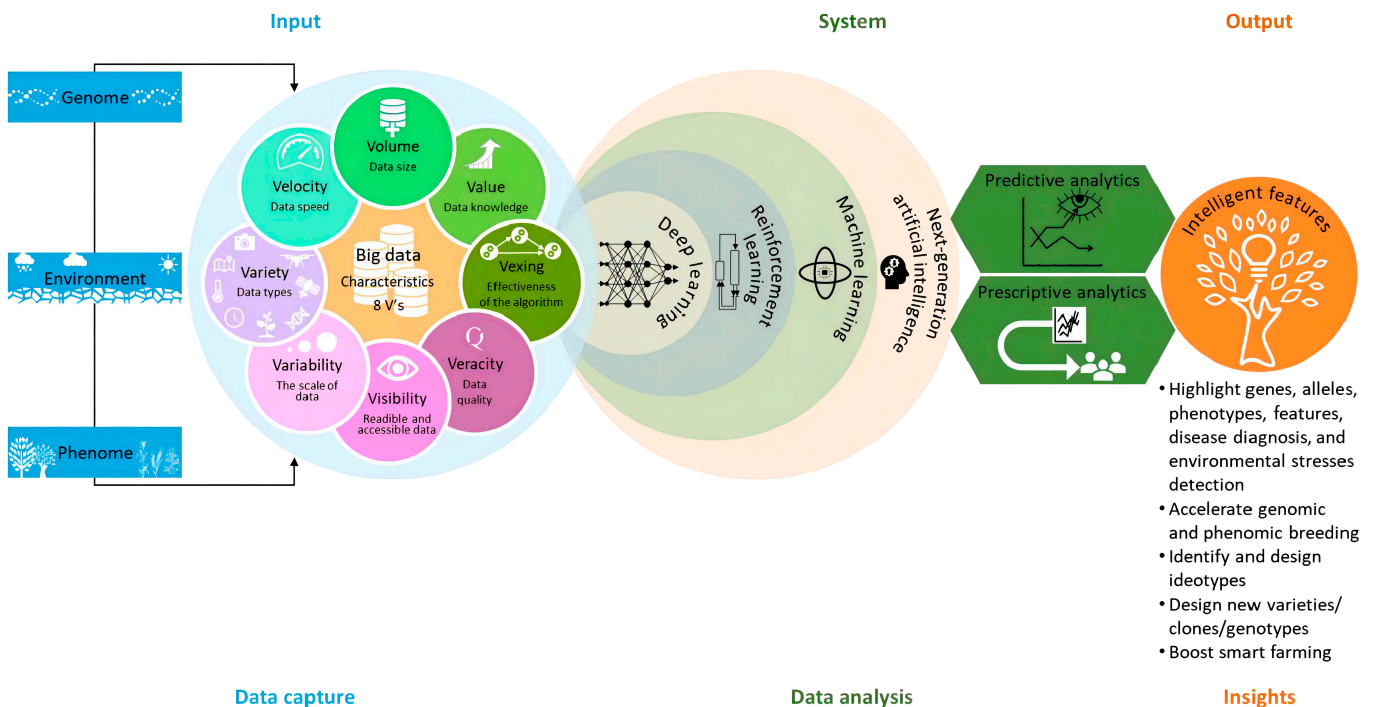 Input
System
Output
Genome
Environment
Phenome
Volume
Data size
Velocity
Data speed
Value
Data knowledge
Variety
Data types
Big data
Characteristics
8 V's
Vexing
Effectiveness
of the algorithm
Variability
The scale of
data
Visibility
Readible and
accessible data
Q
Veracity
Data
quality
Deep learning
Reinforcement
learning
Machine learning
Next-generation
artificial intelligence
Predictive analytics
Prescriptive analytics
Intelligent features
• Highlight genes, alleles,
phenotypes, features,
disease diagnosis, and
environmental stresses
detection
• Accelerate genomic
and phenomic breeding
• Identify and design
ideotypes
• Design new varieties/
clones/genotypes
• Boost smart farming
Data capture
Data analysis
Insights